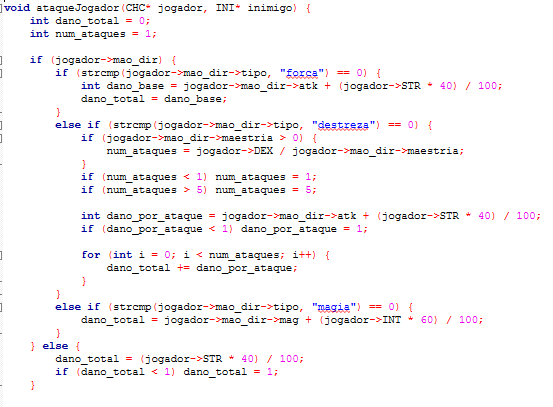 void ataqueJogador(CHC* jogador, INI* inimigo) {
    int dano_total = 0;
    int num_ataques = 1;

    if (jogador->mao_dir) {
        if (strcmp(jogador->mao_dir->tipo, "força") == 0) {
            int dano_base = jogador->mao_dir->atk + (jogador->STR * 40) / 100;
            dano_total = dano_base;
        }
        else if (strcmp(jogador->mao_dir->tipo, "destreza") == 0) {
            if (jogador->mao_dir->maestria > 0) {
                num_ataques = jogador->DEX / jogador->mao_dir->maestria;
            }
            if (num_ataques < 1) num_ataques = 1;
            if (num_ataques > 5) num_ataques = 5;

            int dano_por_ataque = jogador->mao_dir->atk + (jogador->STR * 40) / 100;
            if (dano_por_ataque < 1) dano_por_ataque = 1;

            for (int i = 0; i < num_ataques; i++) {
                dano_total += dano_por_ataque;
            }
        }
        else if (strcmp(jogador->mao_dir->tipo, "magia") == 0) {
            dano_total = jogador->mao_dir->mag + (jogador->INT * 60) / 100;
        }
    } else {
        dano_total = (jogador->STR * 40) / 100;
        if (dano_total < 1) dano_total = 1;
    }